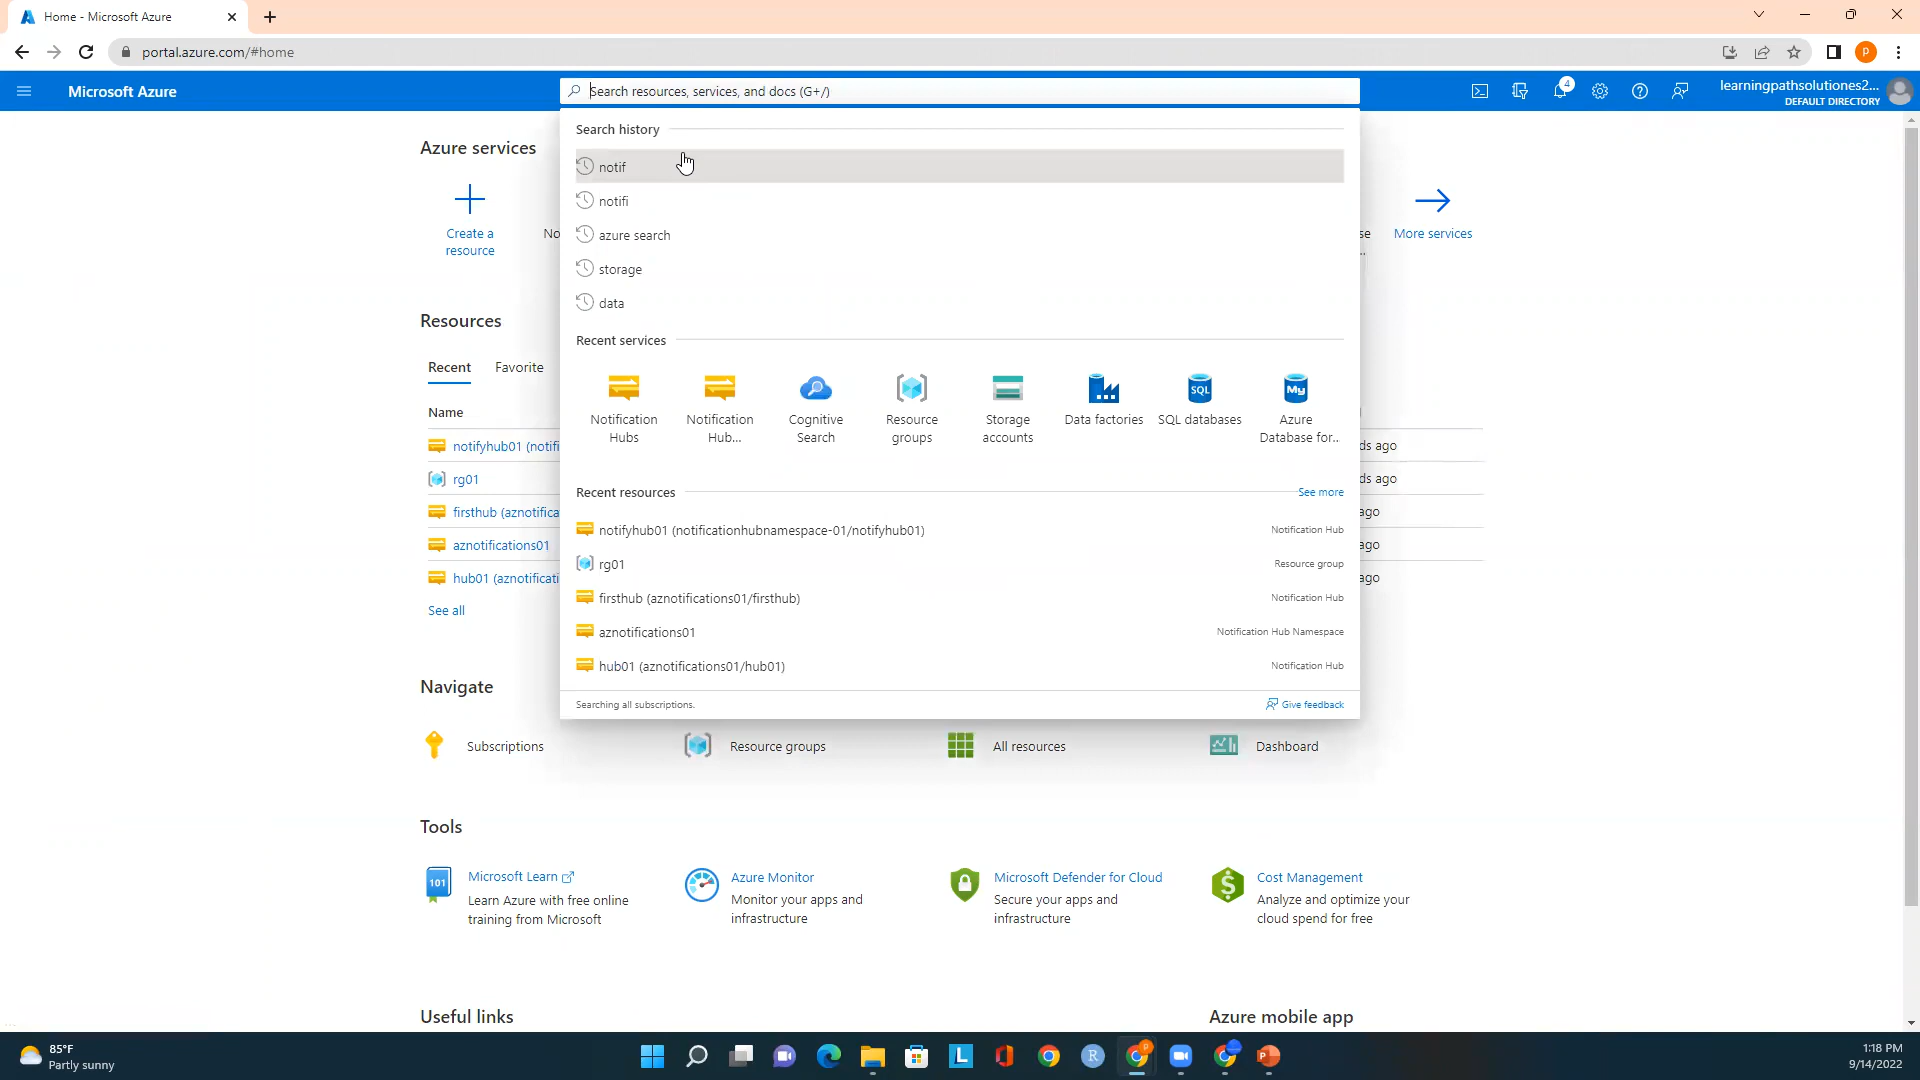 Home - Microsoft Azure
portal.azure.com/#home
P
Microsoft Azure
Search resources, services, and docs (G+/)
4
learningpathsolutiones2...
DEFAULT DIRECTORY
Azure services
Create a
resource
No
Search history
notif
notifi
azure search
storage
data
se
...
More services
Recent services
Notification
Hubs
Notification
Hub...
Cognitive
Search
Resource
groups
Storage
accounts
Data factories
SQL
SQL databases
My
Azure
Database for...
Resources
Recent
Favorite
Name
notifyhub01 (notifi
ds ago
rg01
ds ago
firsthub (aznotifica
ago
aznotifications01
ago
hub01 (aznotificati
ago
See all
Recent resources
See more
notifyhub01 (notificationhubnamespace-01/notifyhub01)
Notification Hub
rg01
Resource group
firsthub (aznotifications01/firsthub)
Notification Hub
aznotifications01
Notification Hub Namespace
hub01 (aznotifications01/hub01)
Notification Hub
Searching all subscriptions.
Give feedback
Navigate
Subscriptions
Resource groups
All resources
Dashboard
Tools
101
Microsoft Learn
Learn Azure with free online
training from Microsoft
Azure Monitor
Monitor your apps and
infrastructure
Microsoft Defender for Cloud
Secure your apps and
infrastructure
$
Cost Management
Analyze and optimize your
cloud spend for free
Useful links
Azure mobile app
85°F
Partly sunny
L
R
P
P
1:18 PM
9/14/2022